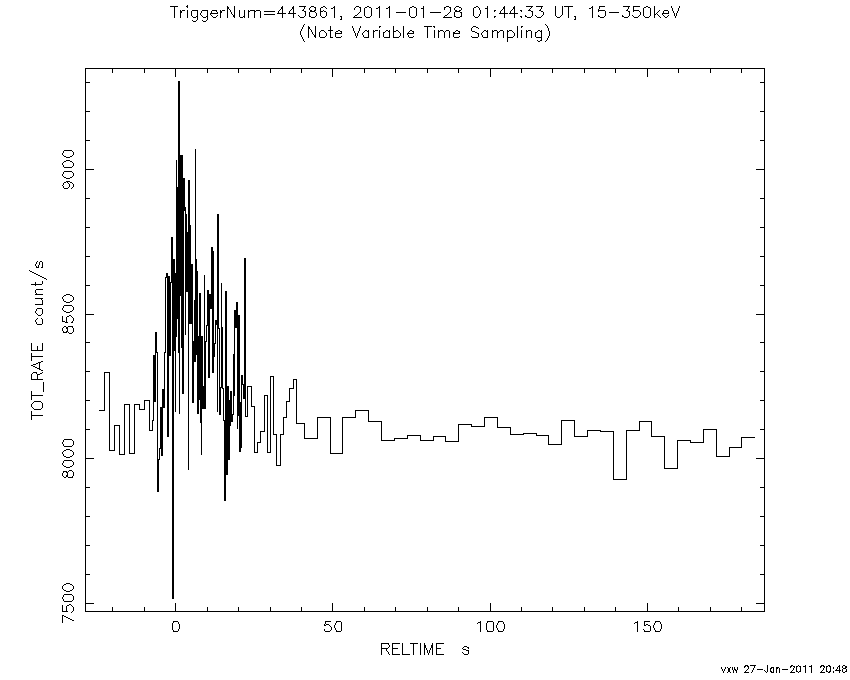 TriggerNum=443861, 2011-01-28 01:44:33 UT, 15-350keV
(Note Variable Time Sampling)
TOT_RATE count/s
9000
8500
8000
7500
0 50 100 150
RELTIME s
vxw 27-Jan-2011 20:48